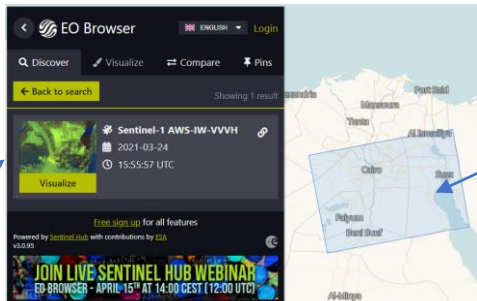 EO Browser
ENGLISH
Login
Discover
Visualize
Compare
Pins
Back to search
Showing 1 result
Sentinel-1 AWS-IW-VVVH
2021-03-24
15:55:57 UTC
Visualize
Free sign up for all features
Powered by Sentinel Hub with contributions by ESA
v3.0.95
JOIN LIVE SENTINEL HUB WEBINAR
EO BROWSER - APRIL 15TH AT 14:00 CEST (12:00 UTC)
Port Said
Mansoura
Tanta
Al Ismailiya
Cairo
Suez
Faiyum
Beni Suef
Al-Minya